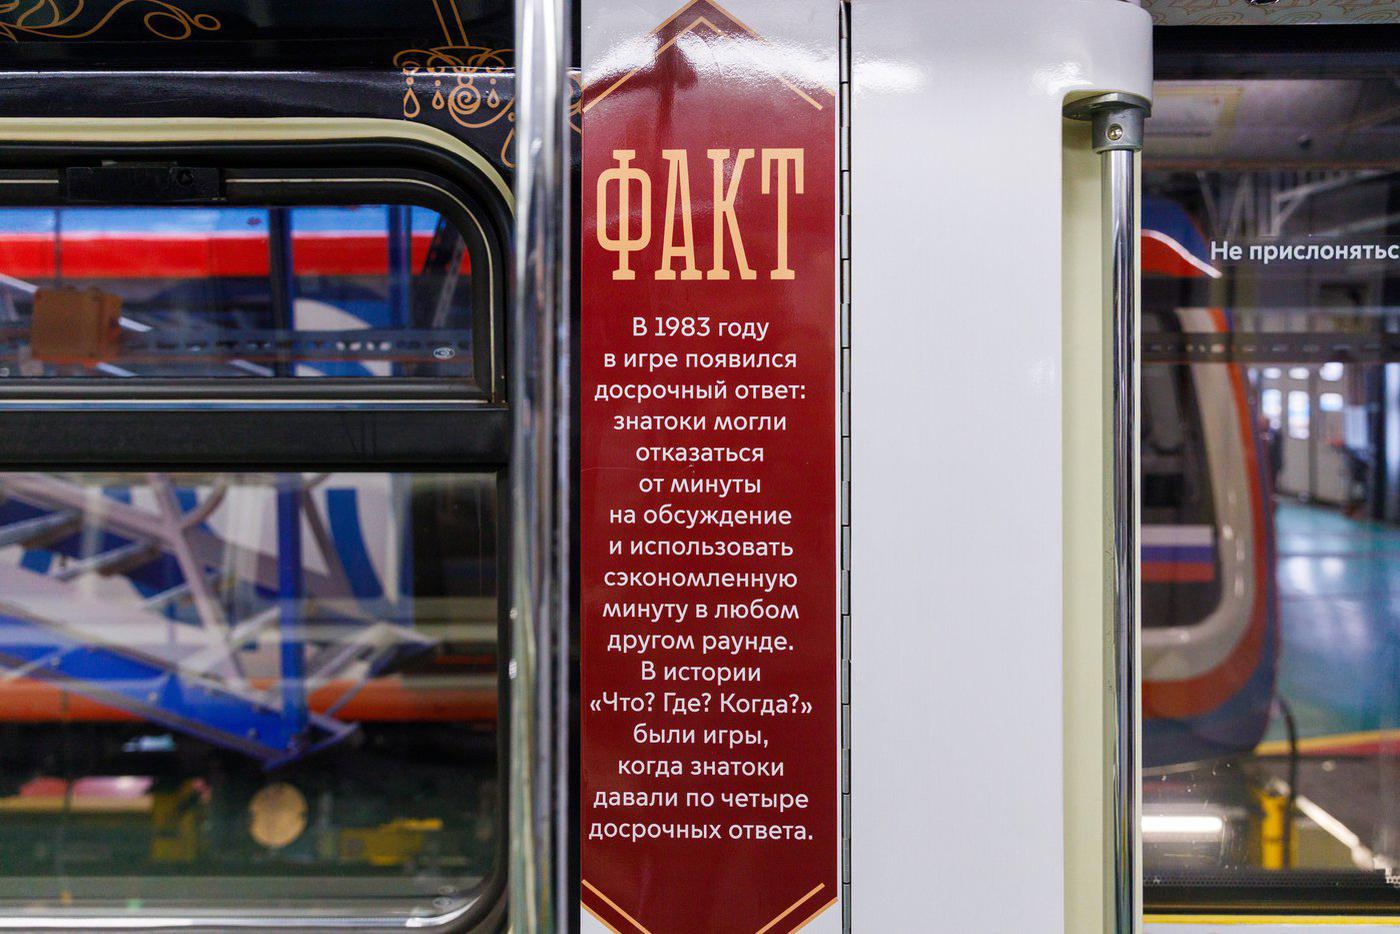 ФАКТ
В 1983 году
в игре появился
досрочный ответ:
знатоки могли
отказаться
от минуты
на обсуждение
и использовать
сэкономленную
минуту в любом
другом раунде.
В истории
«Что? Где? Когда?»
были игры,
когда знатоки
давали по четыре
досрочных ответа.
Не прислонятьс